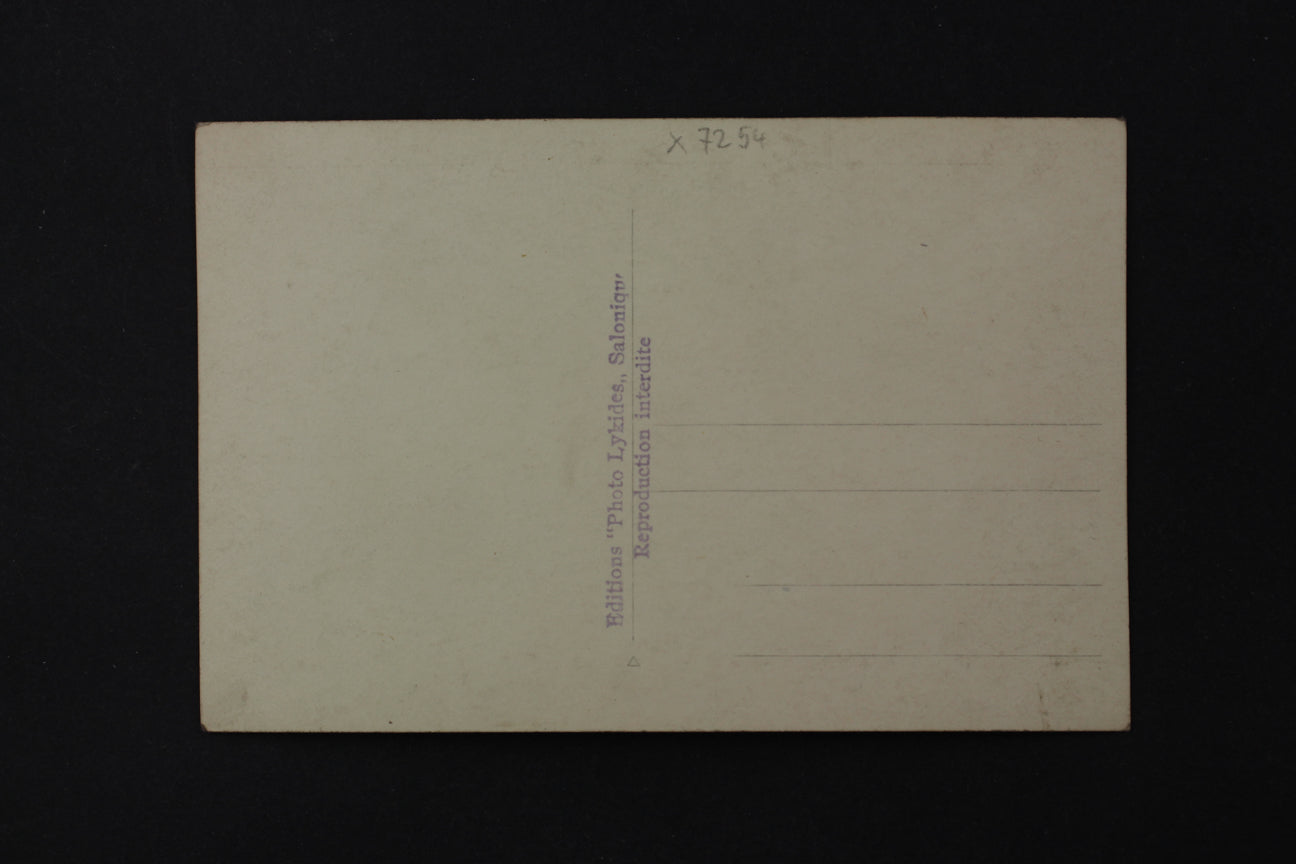 X 7254
Editions "Photo Lykides,, Saloniqu
Reproduction interdite